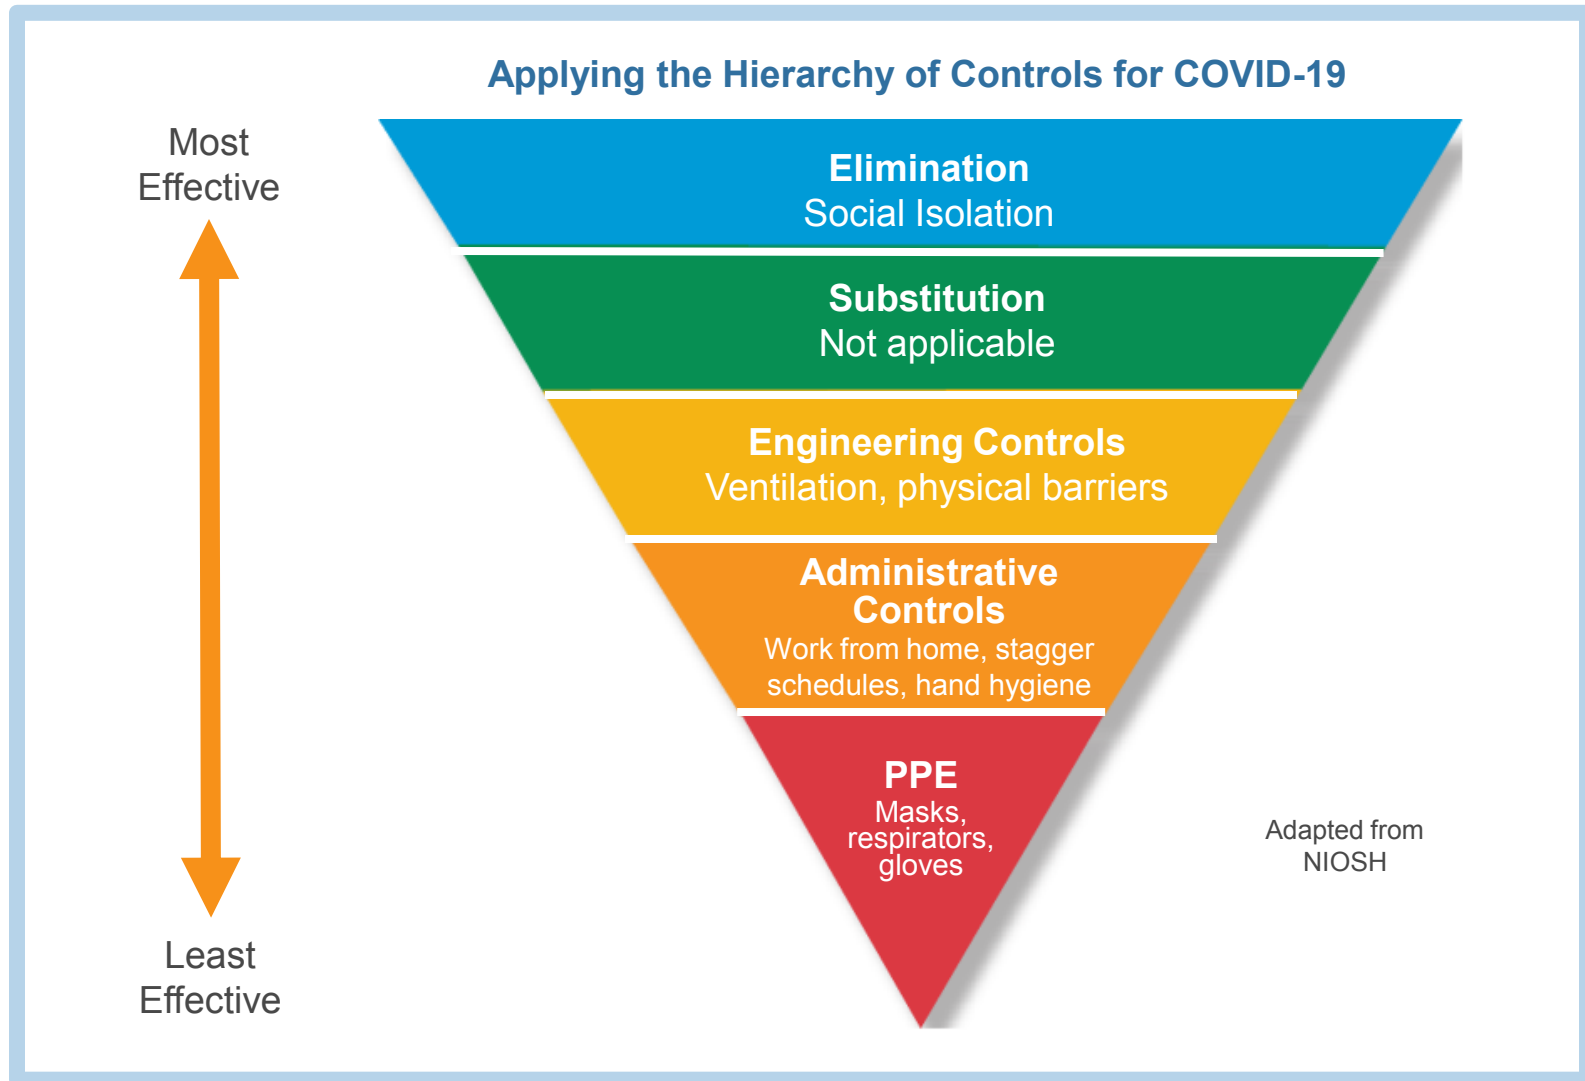 Applying the Hierarchy of Controls for COVID-19
Most
Effective
Elimination
Social Isolation
Substitution
Not applicable
Engineering Controls
Ventilation, physical barriers
Administrative
Controls
Work from home, stagger
schedules, hand hygiene
PPE
Masks,
respirators,
gloves
Adapted from
NIOSH
Least
Effective